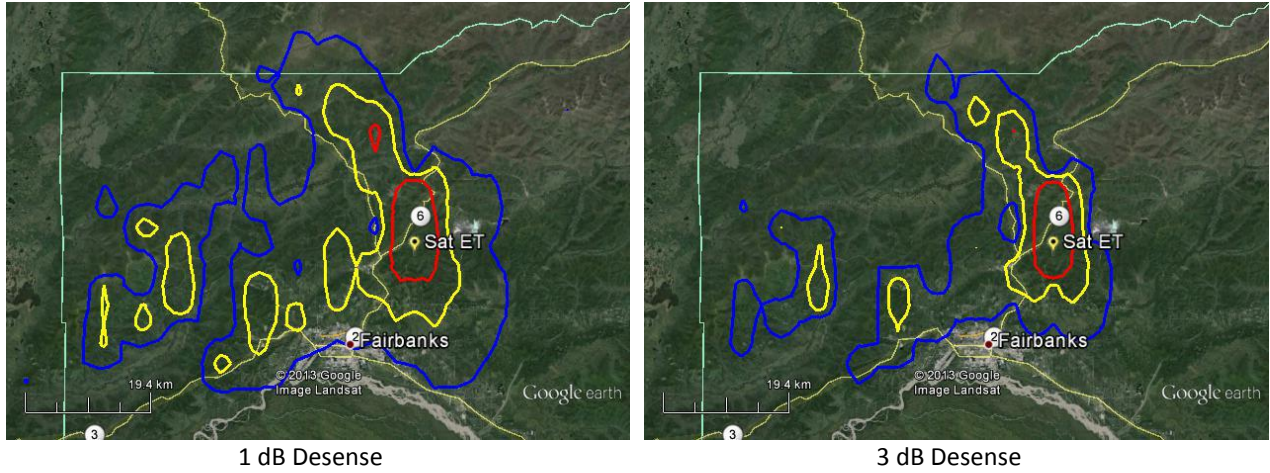 6
Sat ET
2 Fairbanks
© 2013 Google
Image Landsat
19.4 km
Google earth
3
1 dB Desense
6
Sat ET
2 Fairbanks
© 2013 Google
Image Landsat
19.4 km
Google earth
3
3 dB Desense